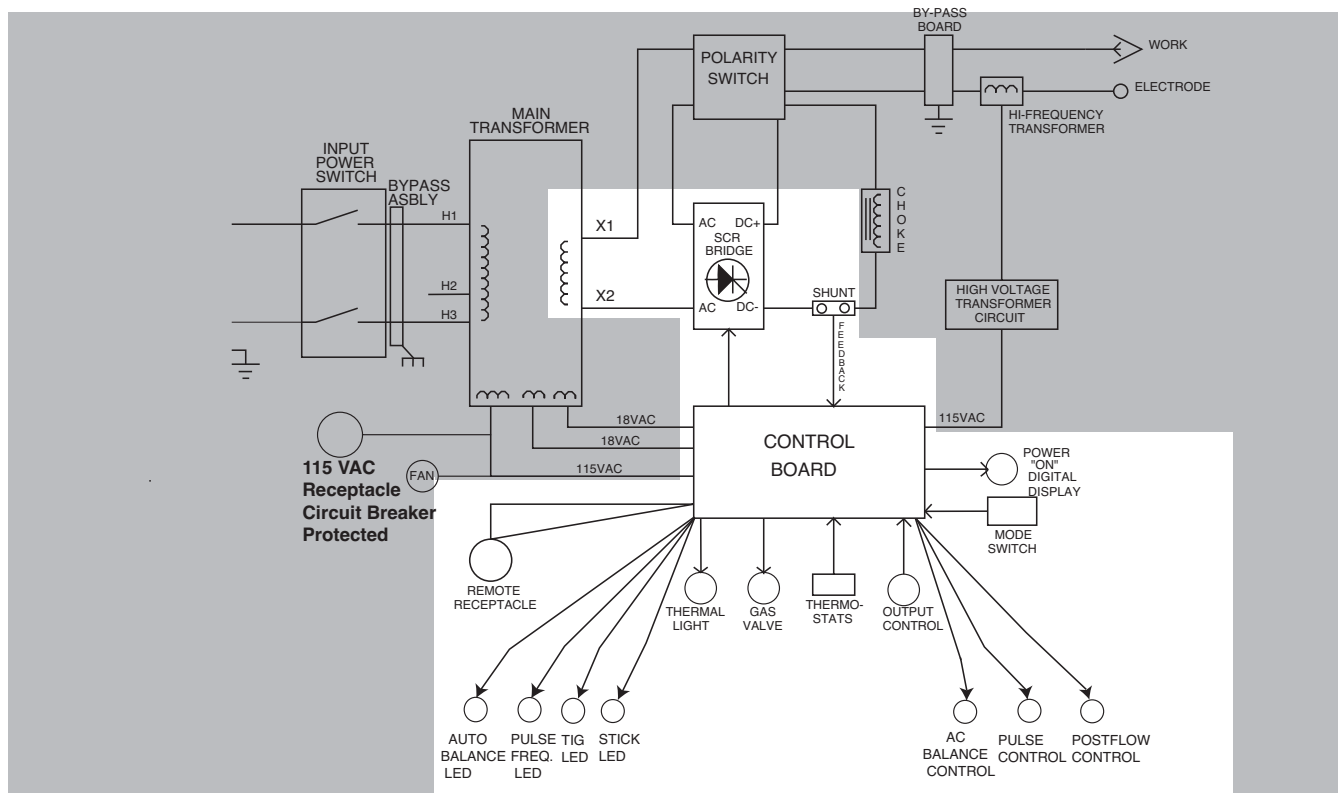 BY-PASS
BOARD
WORK
POLARITY
SWITCH
ELECTRODE
HI-FREQUENCY
TRANSFORMER
MAIN
TRANSFORMER
INPUT
POWER
SWITCH
BYPASS
ASBLY
H1
H2
H3
X1
X2
AC DC+
SCR
BRIDGE
AC DC-
CHOKE
SHUNT
FEEDBACK
HIGH VOLTAGE
TRANSFORMER
CIRCUIT
18VAC
18VAC
115VAC
115VAC
CONTROL
BOARD
115 VAC
Receptacle
Circuit Breaker
Protected
FAN
POWER
"ON"
DIGITAL
DISPLAY
MODE
SWITCH
REMOTE
RECEPTACLE
THERMAL
LIGHT
GAS
VALVE
THERMO-
STATS
OUTPUT
CONTROL
AUTO
BALANCE
LED
PULSE
FREQ.
LED
TIG
LED
STICK
LED
AC
BALANCE
CONTROL
PULSE
CONTROL
POSTFLOW
CONTROL